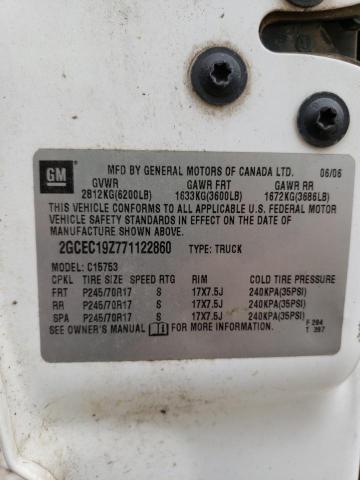 GM
MFD BY GENERAL MOTORS OF CANADA LTD. 06/06
GVWR GAWR FRT GAWR RR
2812KG(6200LB) 1633KG(3600LB) 1672KG(3686LB)
THIS VEHICLE CONFORMS TO ALL APPLICABLE U.S. FEDERAL MOTOR
VEHICLE SAFETY STANDARDS IN EFFECT ON THE DATE OF
MANUFACTURE SHOWN ABOVE.
2GCEC19Z771122860 TYPE: TRUCK
MODEL: C15753
CPKL TIRE SIZE SPEED RTG RIM COLD TIRE PRESSURE
FRT P245/70R17 S 17X7.5J 240KPA(35PSI)
RR P245/70R17 S 17X7.5J 240KPA(35PSI)
SPA P245/70R17 S 17X7.5J 240KPA(35PSI)
SEE OWNER'S MANUAL FOR MORE INFORMATION. F 294
T 397